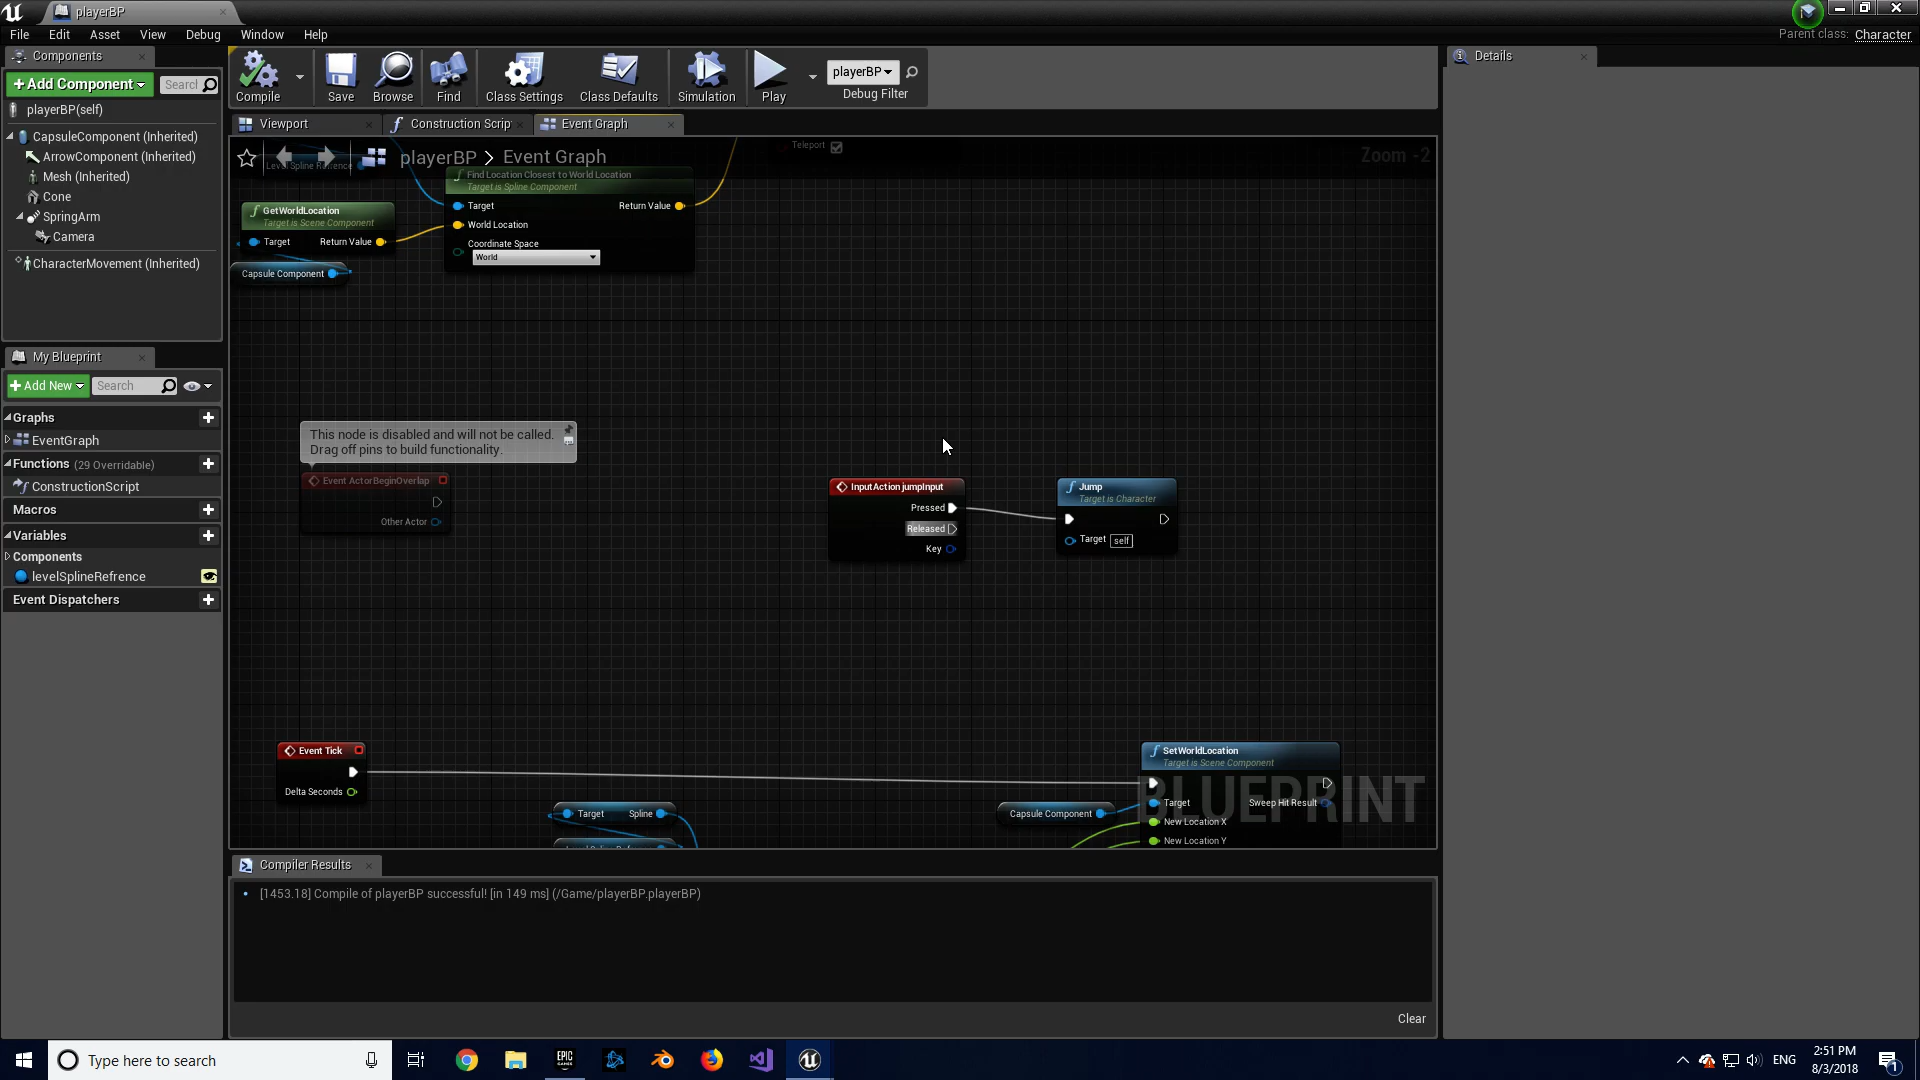 playerBP
File Edit Asset View Debug Window Help
Parent class: Character
Components
Add Component
Search
playerBP(self)
CapsuleComponent (Inherited)
ArrowComponent (Inherited)
Mesh (Inherited)
Cone
SpringArm
Camera
CharacterMovement (Inherited)
My Blueprint
Add New
Search
Graphs
EventGraph
Functions (29 Overridable)
ConstructionScript
Macros
Variables
Components
levelSplineRefrence
Event Dispatchers
Compile
Save
Browse
Find
Class Settings
Class Defaults
Simulation
Play
playerBP
Debug Filter
Viewport
Construction Scrip
Event Graph
playerBP > Event Graph
Zoom -2
Level Spline Refrence
Teleport
Find Location Closest to World Location
Target is Spline Component
Target
Return Value
World Location
Coordinate Space
World
GetWorldLocation
Target is Scene Component
Target
Return Value
Capsule Component
This node is disabled and will not be called.
Drag off pins to build functionality.
Event ActorBeginOverlap
Other Actor
InputAction jumpInput
Pressed
Released
Key
Jump
Target is Character
Target self
Event Tick
Delta Seconds
Target Spline
Capsule Component
SetWorldLocation
Target is Scene Component
Target
Sweep Hit Result
New Location X
New Location Y
BLUEPRINT
Compiler Results
[1453.18] Compile of playerBP successful! [in 149 ms] (/Game/playerBP.playerBP)
Clear
Details
Type here to search
EPIC
GAMES
ENG
2:51 PM
8/3/2018
1